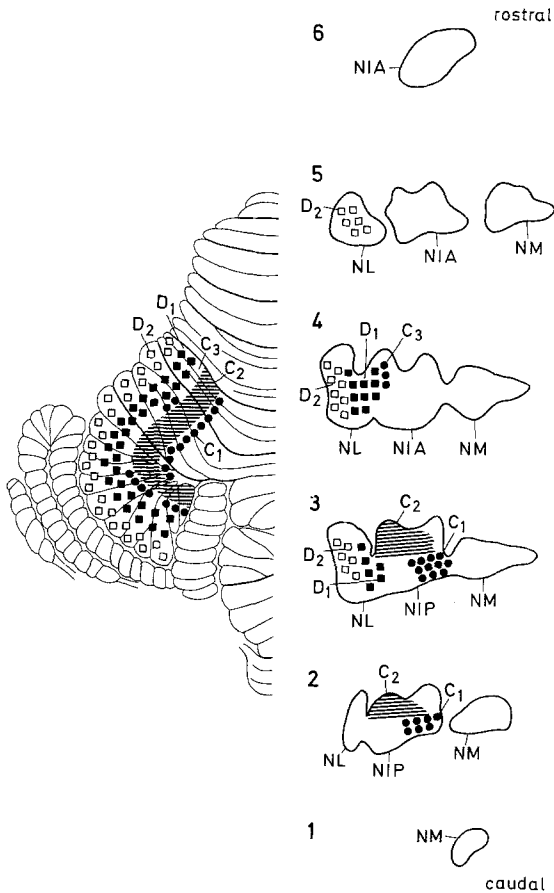 rostral
6
NIA
5
D2
NL NIA NM
D1
D2
C3
C2
C1
4
D1 C3
D2
NL NIA NM
3
C2 C1
D2
D1
NL NIP NM
2
C2
C1
NL NIP NM
1
NM
caudal